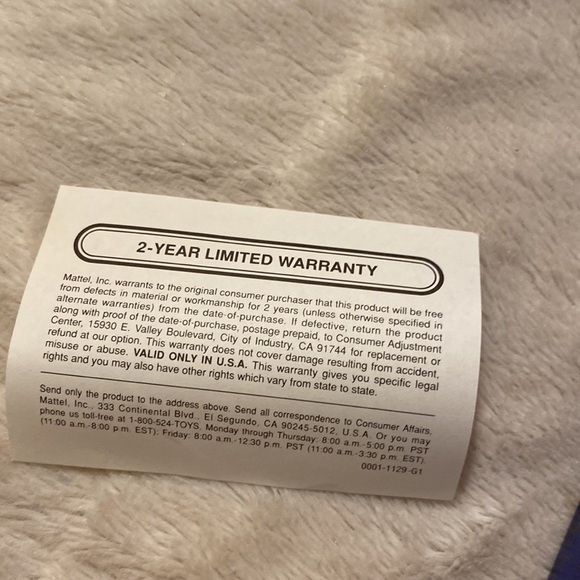 2-YEAR LIMITED WARRANTY
Mattel, Inc. warrants to the original consumer purchaser that this product will be free
from defects in material or workmanship for 2 years (unless otherwise specified in
alternate warranties) from the date-of-purchase. If defective, return the product
along with proof of the date-of-purchase, postage prepaid, to Consumer Adjustment
Center, 15930 E. Valley Boulevard, City of Industry, CA 91744 for replacement or
refund at our option. This warranty does not cover damage resulting from accident,
misuse or abuse. VALID ONLY IN U.S.A. This warranty gives you specific legal
rights and you may also have other rights which vary from state to state.
Send only the product to the address above. Send all correspondence to Consumer Affairs,
Mattel, Inc., 333 Continental Blvd., El Segundo, CA 90245-5012, U.S.A. Or you may
phone us toll-free at 1-800-524-TOYS, Monday through Thursday: 8:00 a.m.-5:00 p.m. PST
(11:00 a.m.-8:00 p.m. EST). Friday: 8:00 a.m.-12:30 p.m. PST (11:00 a.m.-3:30 p.m. EST).
0001-1129-G1